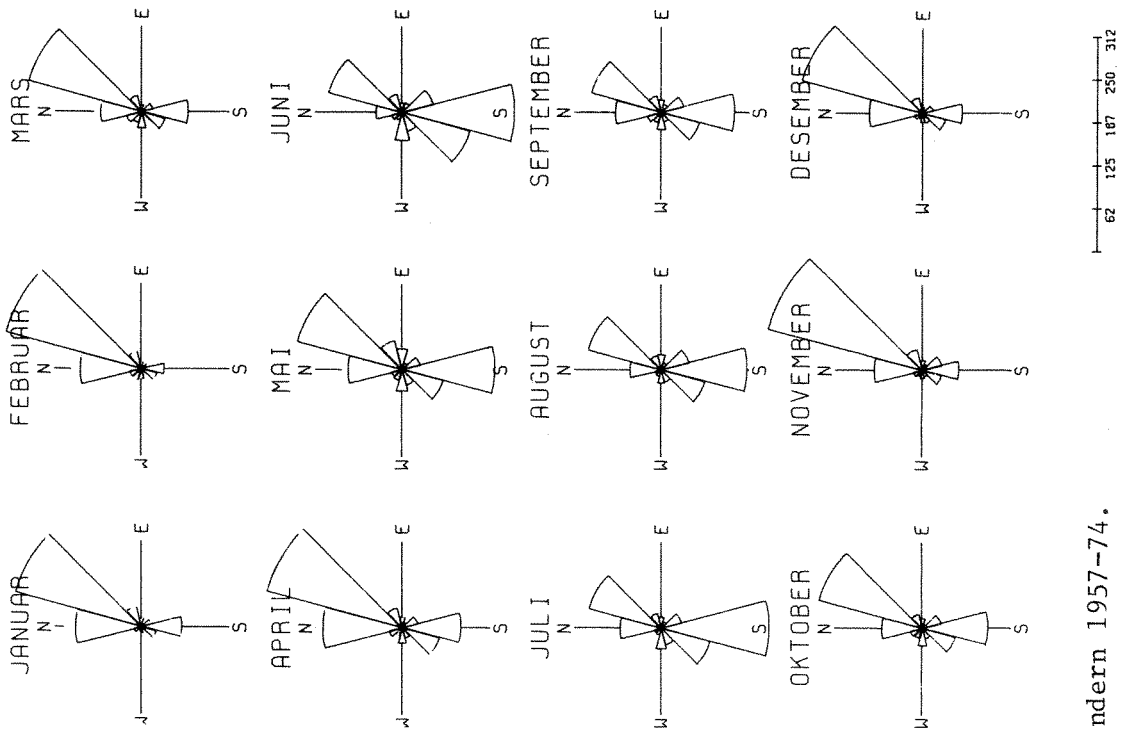 JANUAR
N
E
S
FEBRUAR
N
E
S
MARS
N
W
E
S
APRIL
N
E
S
MAI
N
W
E
S
JUNI
N
W
E
S
JULI
N
W
E
S
AUGUST
N
W
E
S
SEPTEMBER
N
W
E
S
OKTOBER
N
W
E
S
NOVEMBER
N
W
E
S
DESEMBER
N
W
E
S
62 125 187 250 312
ndern 1957-74.